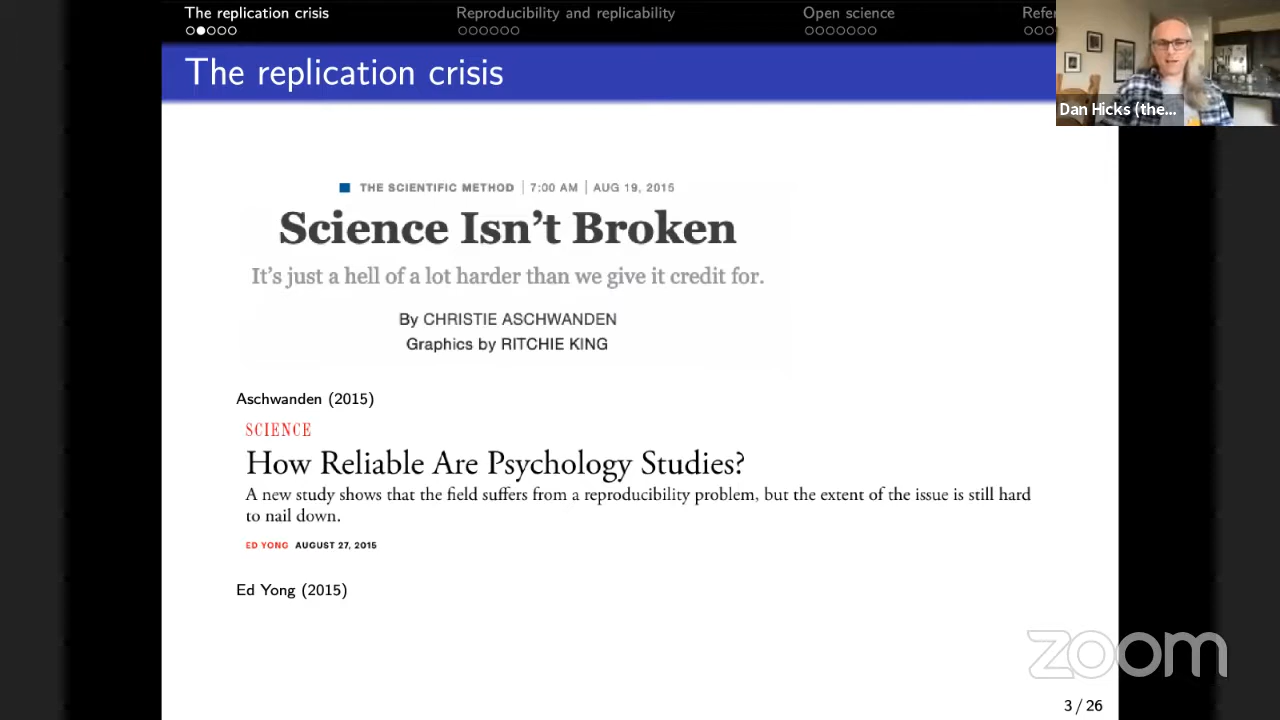 The replication crisis Reproducibility and replicability Open science Refer
The replication crisis
Dan Hicks (the...
THE SCIENTIFIC METHOD | 7:00 AM | AUG 19, 2015
Science Isn't Broken
It's just a hell of a lot harder than we give it credit for.
By CHRISTIE ASCHWANDEN
Graphics by RITCHIE KING
Aschwanden (2015)
SCIENCE
How Reliable Are Psychology Studies?
A new study shows that the field suffers from a reproducibility problem, but the extent of the issue is still hard
to nail down.
ED YONG AUGUST 27, 2015
Ed Yong (2015)
zoom
3 / 26